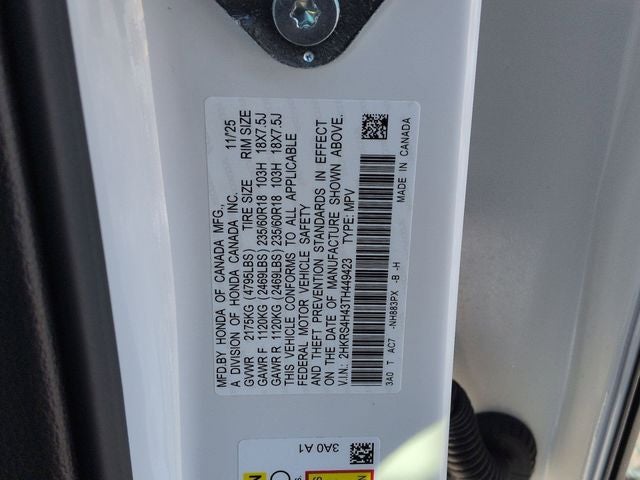 MFD.BY HONDA OF CANADA MFG.,
A DIVISION OF HONDA CANADA INC. 11/25
GVWR 2175KG (4795LBS) TIRE SIZE RIM SIZE
GAWR F 1120KG (2469LBS) 235/60R18 103H 18X7.5J
GAWR R 1120KG (2469LBS) 235/60R18 103H 18X7.5J
THIS VEHICLE CONFORMS TO ALL APPLICABLE
FEDERAL MOTOR VEHICLE SAFETY
AND THEFT PREVENTION STANDARDS IN EFFECT
ON THE DATE OF MANUFACTURE SHOWN ABOVE.
V.I.N.: 2HKRS4H43TH449423 TYPE: MPV
3A0 T AC7 -NH883PX -B -H MADE IN CANADA
3A0 A1